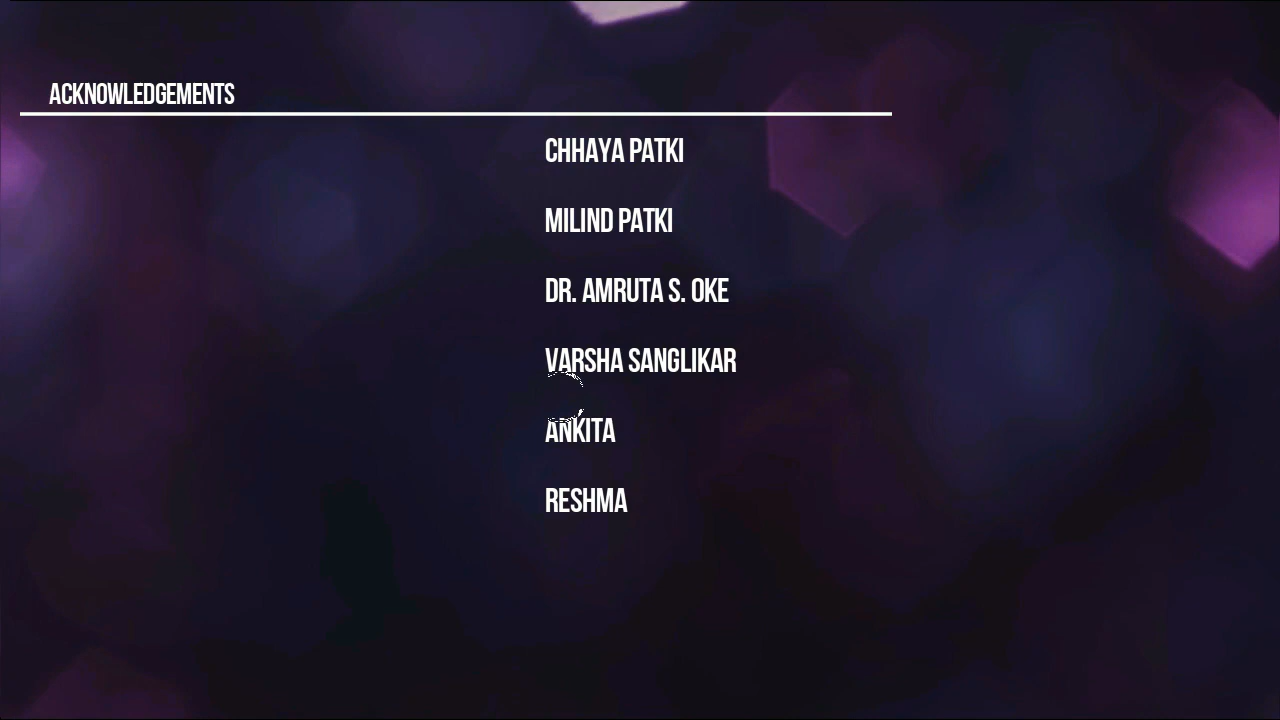 ACKNOWLEDGEMENTS
CHHAYA PATKI
MILIND PATKI
DR. AMRUTA S. OKE
VARSHA SANGLIKAR
ANKITA
RESHMA